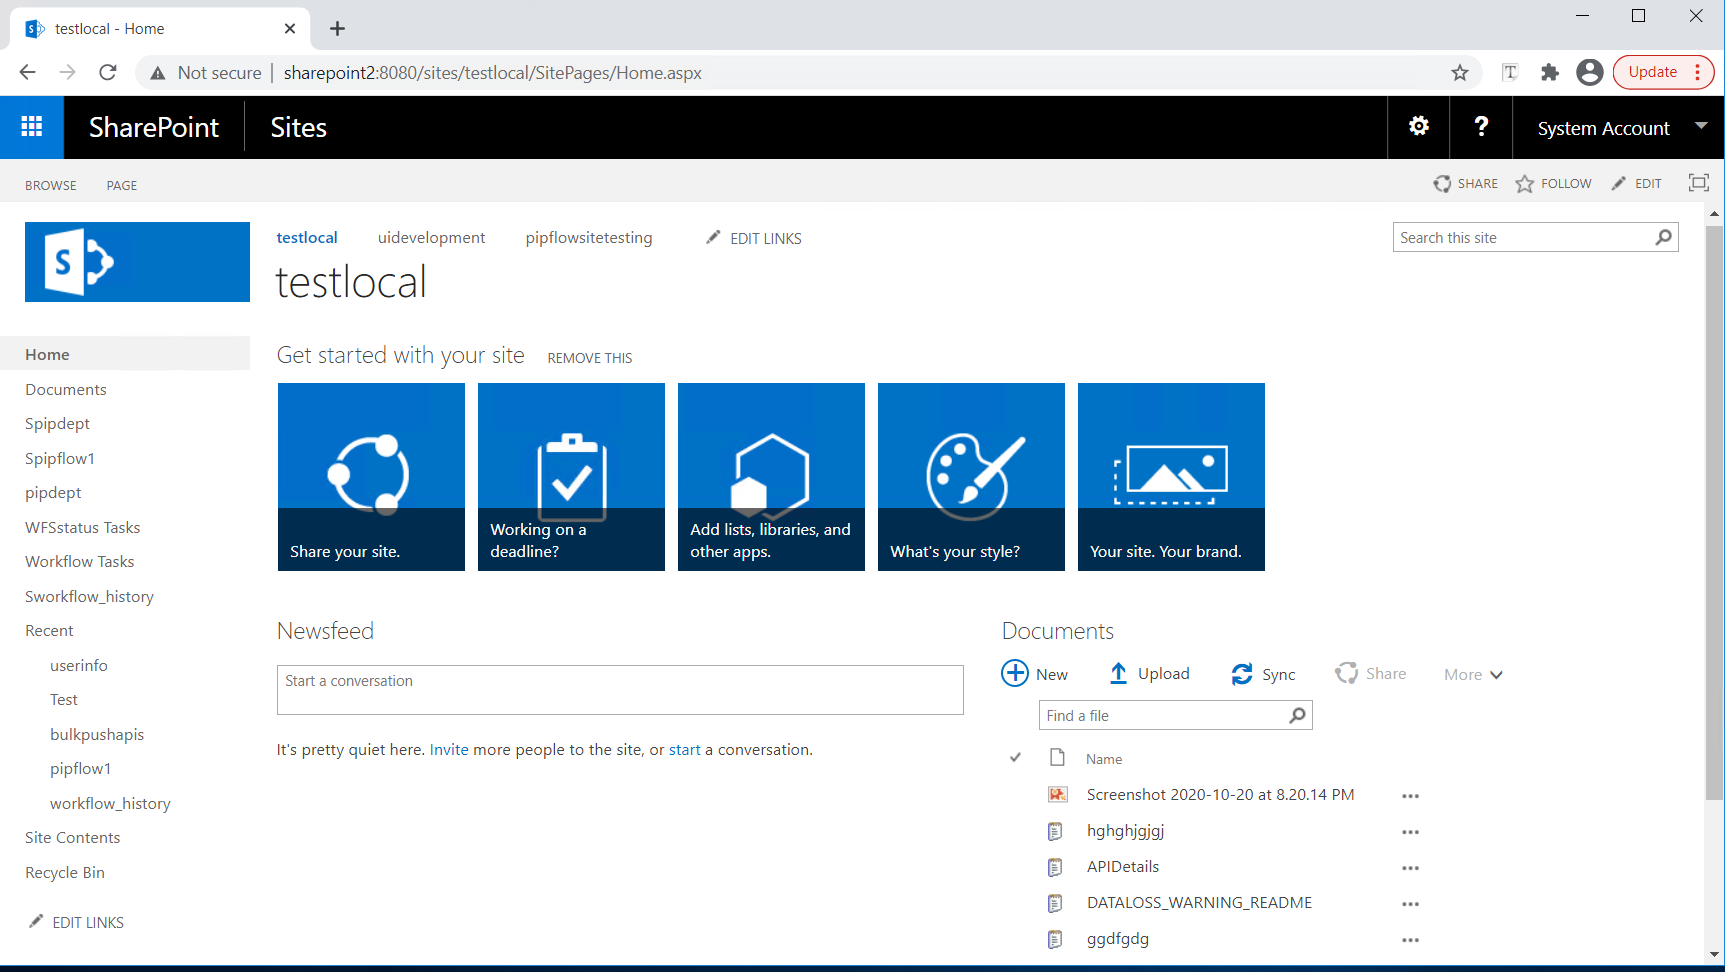 testlocal - Home
Not secure
sharepoint2:8080/sites/testlocal/SitePages/Home.aspx
T
Update
SharePoint
Sites
?
System Account
BROWSE
PAGE
SHARE
FOLLOW
EDIT
S
testlocal
uidevelopment
pipflowsitetesting
EDIT LINKS
Search this site
testlocal
Home
Documents
Spipdept
Spipflow1
pipdept
WFSstatus Tasks
Workflow Tasks
Sworkflow_history
Recent
userinfo
Test
bulkpushapis
pipflow1
workflow_history
Site Contents
Recycle Bin
EDIT LINKS
Get started with your site
REMOVE THIS
Share your site.
Working on a
deadline?
Add lists, libraries, and
other apps.
What's your style?
Your site. Your brand.
Newsfeed
Start a conversation
It's pretty quiet here. Invite more people to the site, or start a conversation.
Documents
New
Upload
Sync
Share
More
Find a file
Name
Screenshot 2020-10-20 at 8.20.14 PM
hghghjgjgj
APIDetails
DATALOSS_WARNING_README
ggdfgdg